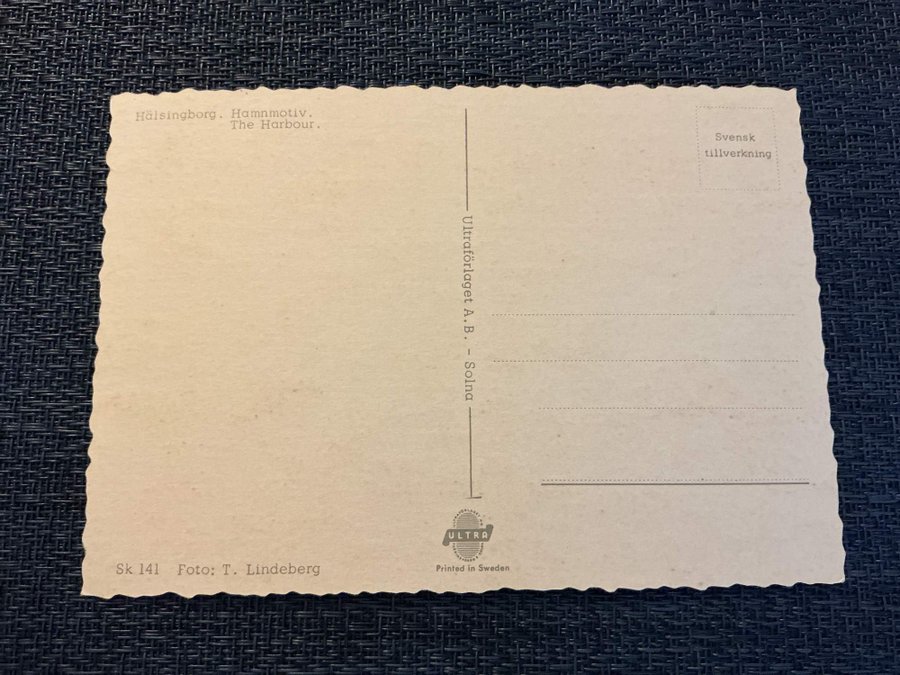 Hälsingborg. Hamnmotiv.
The Harbour.
Svensk
tillverkning
Ultraförlaget A.B. - Solna
Sk 141 Foto: T. Lindeberg
ULTRA
Printed in Sweden